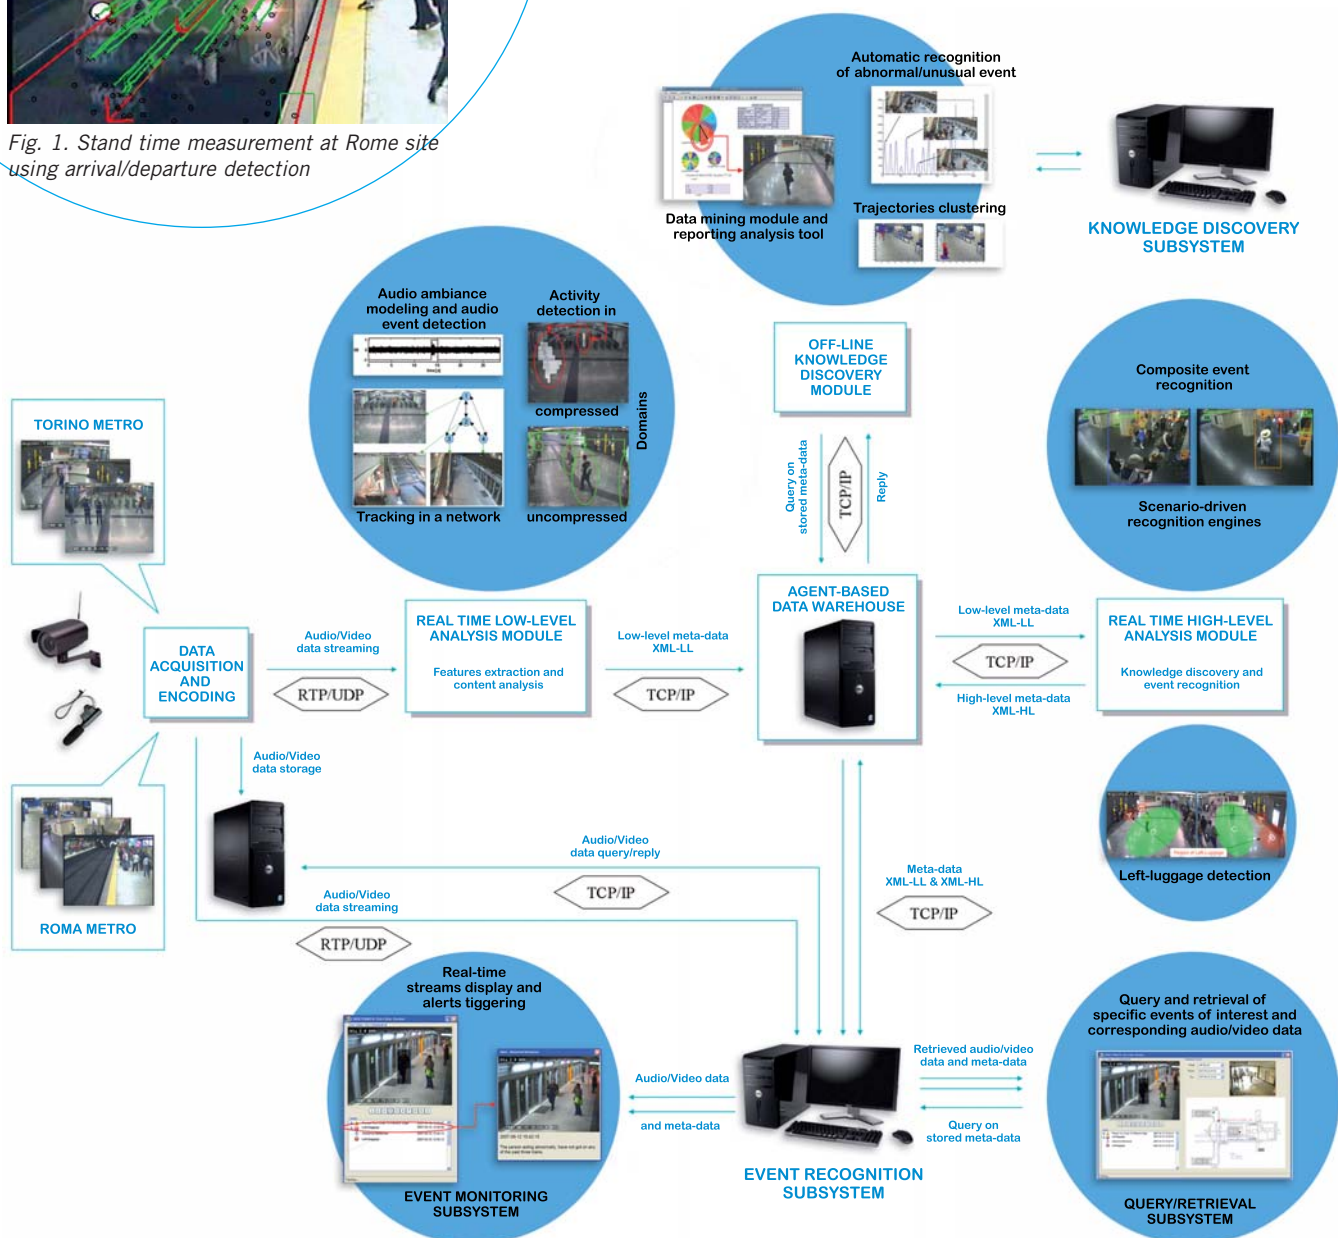 Fig. 1. Stand time measurement at Rome site
using arrival/departure detection
Automatic recognition
of abnormal/unusual event
Data mining module and
reporting analysis tool
Trajectories clustering
KNOWLEDGE DISCOVERY
SUBSYSTEM
Audio ambiance
modeling and audio
event detection
Activity
detection in
compressed
Domains
Tracking in a network
uncompressed
OFF-LINE
KNOWLEDGE
DISCOVERY
MODULE
Composite event
recognition
Scenario-driven
recognition engines
Query on
stored meta-data
TCP/IP
Reply
TORINO METRO
DATA
ACQUISITION
AND
ENCODING
Audio/Video
data streaming
RTP/UDP
REAL TIME LOW-LEVEL
ANALYSIS MODULE
Features extraction and
content analysis
Low-level meta-data
XML-LL
TCP/IP
AGENT-BASED
DATA WAREHOUSE
Low-level meta-data
XML-LL
TCP/IP
High-level meta-data
XML-HL
REAL TIME HIGH-LEVEL
ANALYSIS MODULE
Knowledge discovery and
event recognition
Audio/Video
data storage
ROMA METRO
Audio/Video
data query/reply
TCP/IP
Audio/Video
data streaming
RTP/UDP
Meta-data
XML-LL & XML-HL
TCP/IP
Left-luggage detection
Real-time
streams display and
alerts tiggering
EVENT MONITORING
SUBSYSTEM
Audio/Video data
and meta-data
EVENT RECOGNITION
SUBSYSTEM
Retrieved audio/video
data and meta-data
Query on
stored meta-data
Query and retrieval of
specific events of interest and
corresponding audio/video data
QUERY/RETRIEVAL
SUBSYSTEM